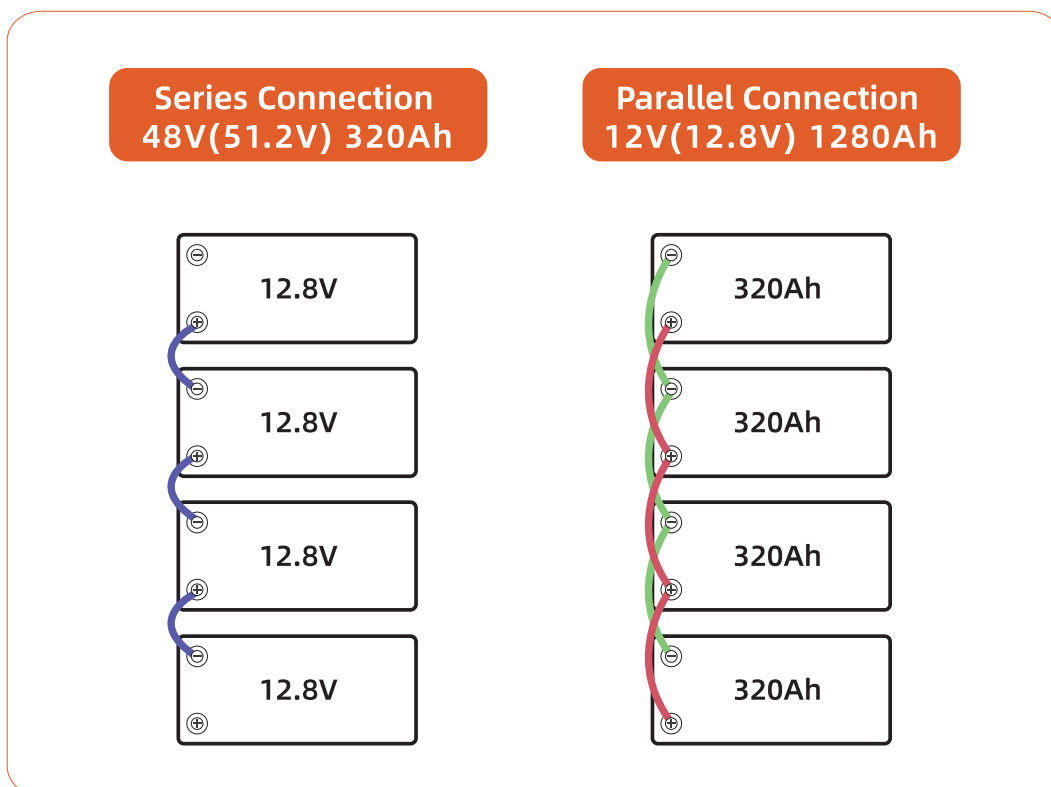 Series Connection
48V(51.2V) 320Ah
Parallel Connection
12V(12.8V) 1280Ah
12.8V
12.8V
12.8V
12.8V
320Ah
320Ah
320Ah
320Ah